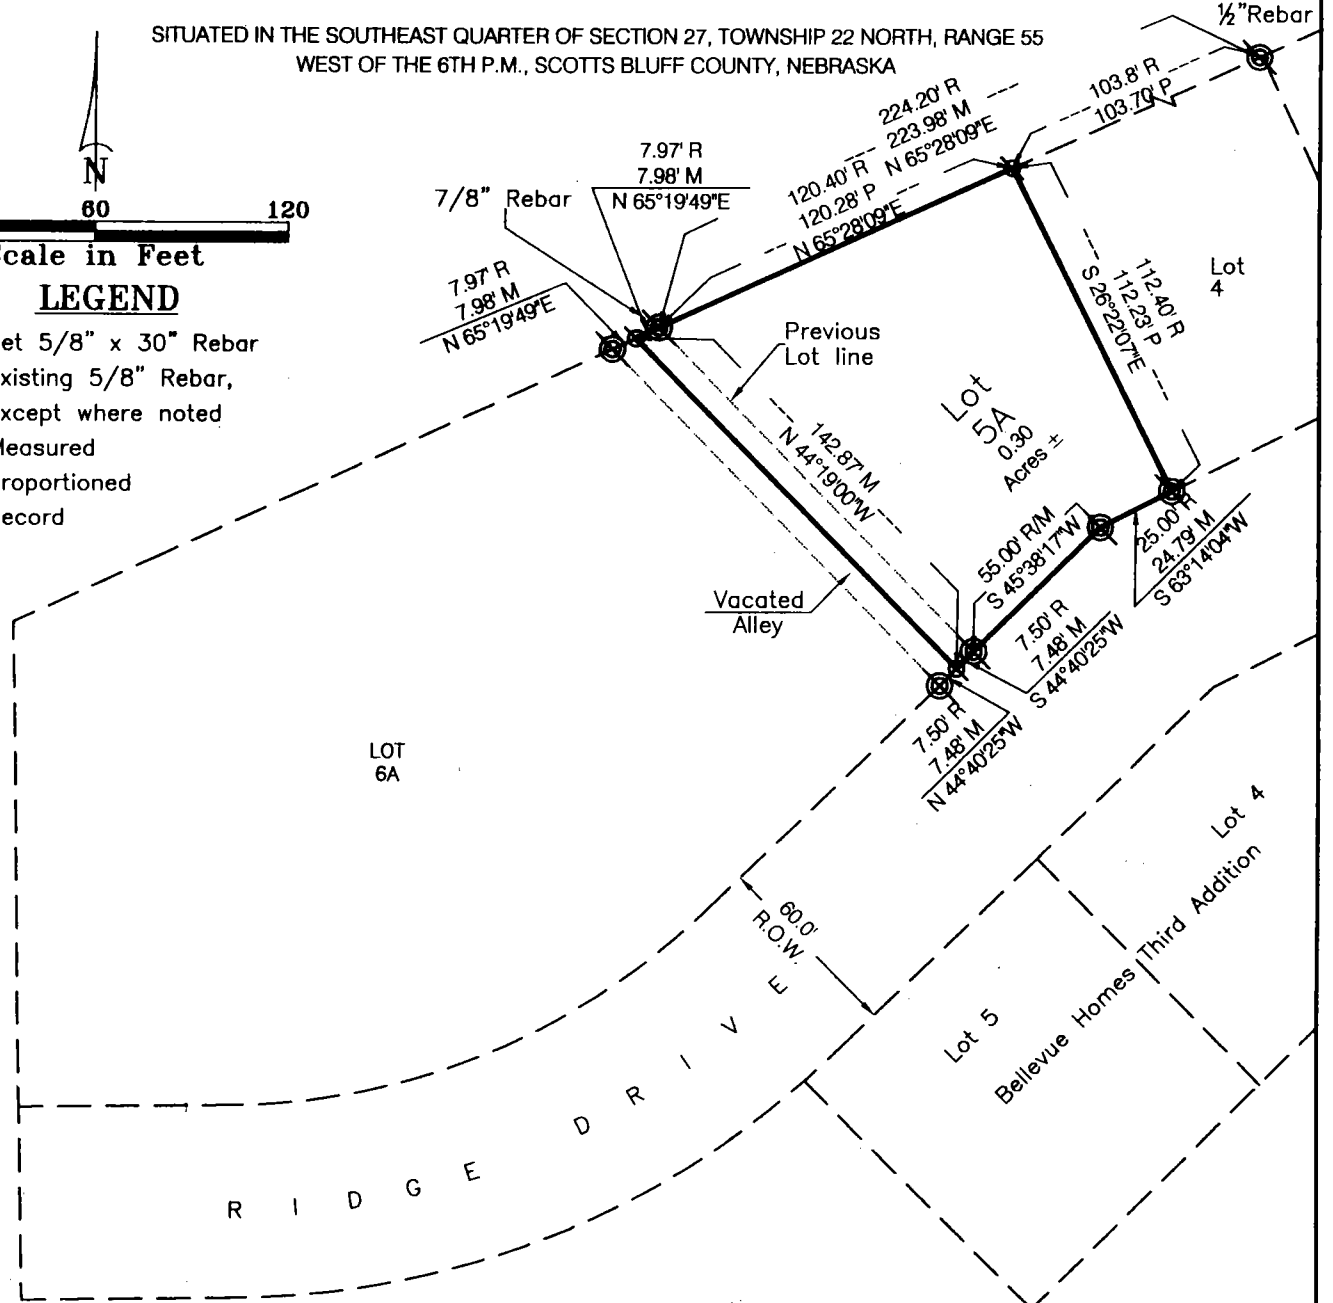 ½"Rebar
SITUATED IN THE SOUTHEAST QUARTER OF SECTION 27, TOWNSHIP 22 NORTH, RANGE 55
WEST OF THE 6TH P.M., SCOTTS BLUFF COUNTY, NEBRASKA
N
60 120
cale in Feet
LEGEND
et 5/8" x 30" Rebar
xisting 5/8" Rebar,
xcept where noted
easured
roportioned
ecord
7/8" Rebar
7.97' R
7.98' M
N 65°19'49"E
7.97' R
7.98' M
N 65°19'49"E
224.20' R
223.98' M
N 65°28'09"E
120.40' R
120.28' P
N 65°28'09"E
103.8' R
103.70' P
112.40' R
112.23' P
S 26°22'07"E
Lot
4
Previous
Lot line
Lot
5A
0.30
Acres ±
142.87' M
N 44°19'00"W
55.00' R/M
S 45°38'17"W
25.00' R
24.79' M
S 63°14'04"W
Vacated
Alley
7.50' R
7.48' M
S 44°40'25"W
7.50' R
7.48' M
N 44°40'25"W
LOT
6A
60.0'
R.O.W.
RIDGE DRIVE
Lot 4
Lot 5
Bellevue Homes Third Addition